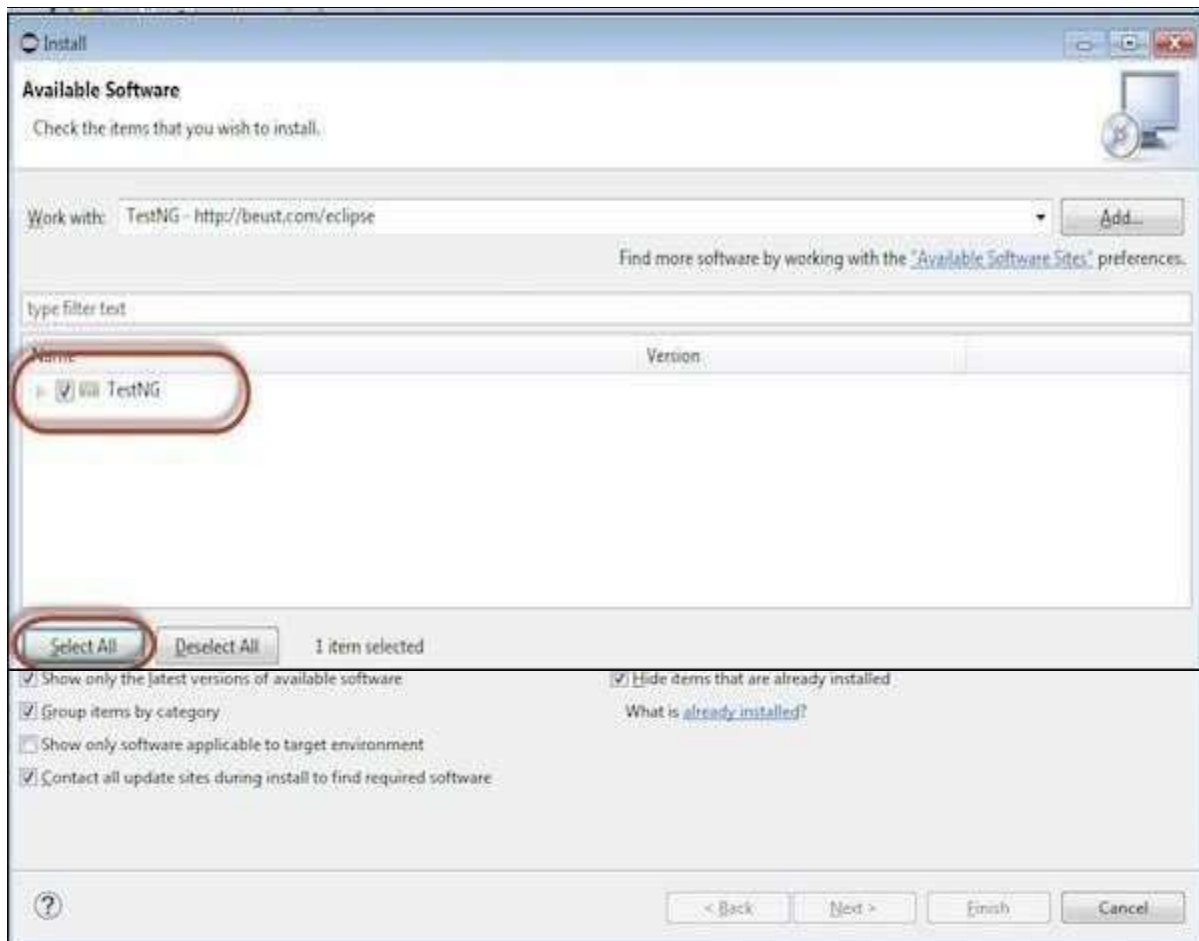 Install
Available Software
Check the items that you wish to install.
Work with: TestNG - http://beust.com/eclipse
Add...
Find more software by working with the "Available Software Sites" preferences.
type filter text
Name Version
TestNG
Select All Deselect All 1 item selected
Show only the latest versions of available software Hide items that are already installed
Group items by category What is already installed?
Show only software applicable to target environment
Contact all update sites during install to find required software
? < Back Next > Finish Cancel